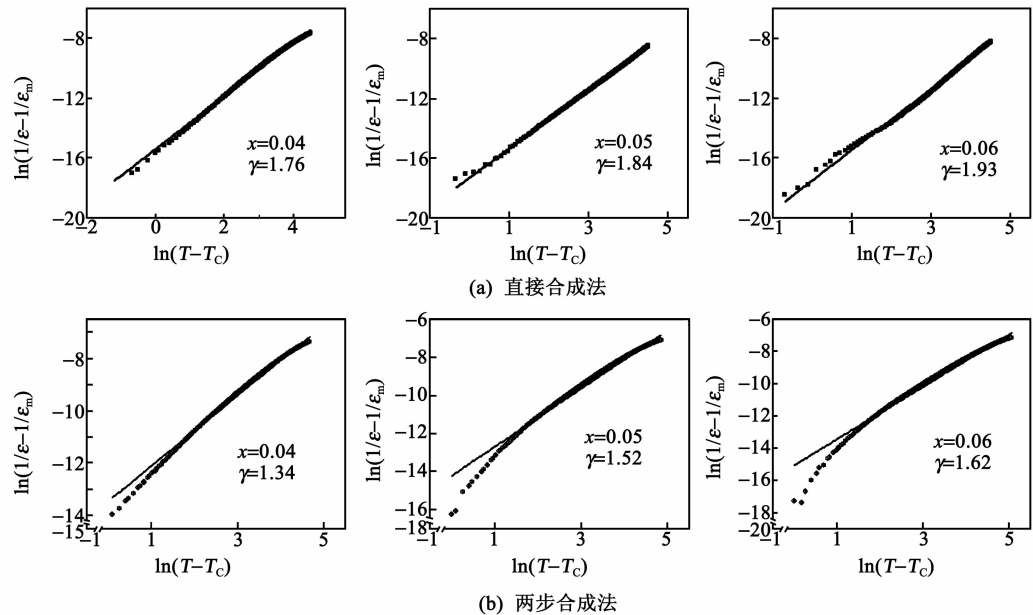 ln(1/ε−1/εm)
−8
−12
−16
−20
x=0.04
γ=1.76
−2 0 2 4
ln(T−TC)
ln(1/ε−1/εm)
−8
−12
−16
−20
x=0.05
γ=1.84
−1 1 3 5
ln(T−TC)
ln(1/ε−1/εm)
−8
−12
−16
−20
x=0.06
γ=1.93
−1 1 3 5
ln(T−TC)
(a) 直接合成法
ln(1/ε−1/εm)
−8
−10
−12
−14
−15
x=0.04
γ=1.34
−1 1 3 5
ln(T−TC)
ln(1/ε−1/εm)
−6
−8
−10
−12
−14
−16
−18
x=0.05
γ=1.52
−1 1 3 5
ln(T−TC)
ln(1/ε−1/εm)
−6
−8
−10
−12
−14
−16
−18
−20
x=0.06
γ=1.62
−1 1 3 5
ln(T−TC)
(b) 两步合成法